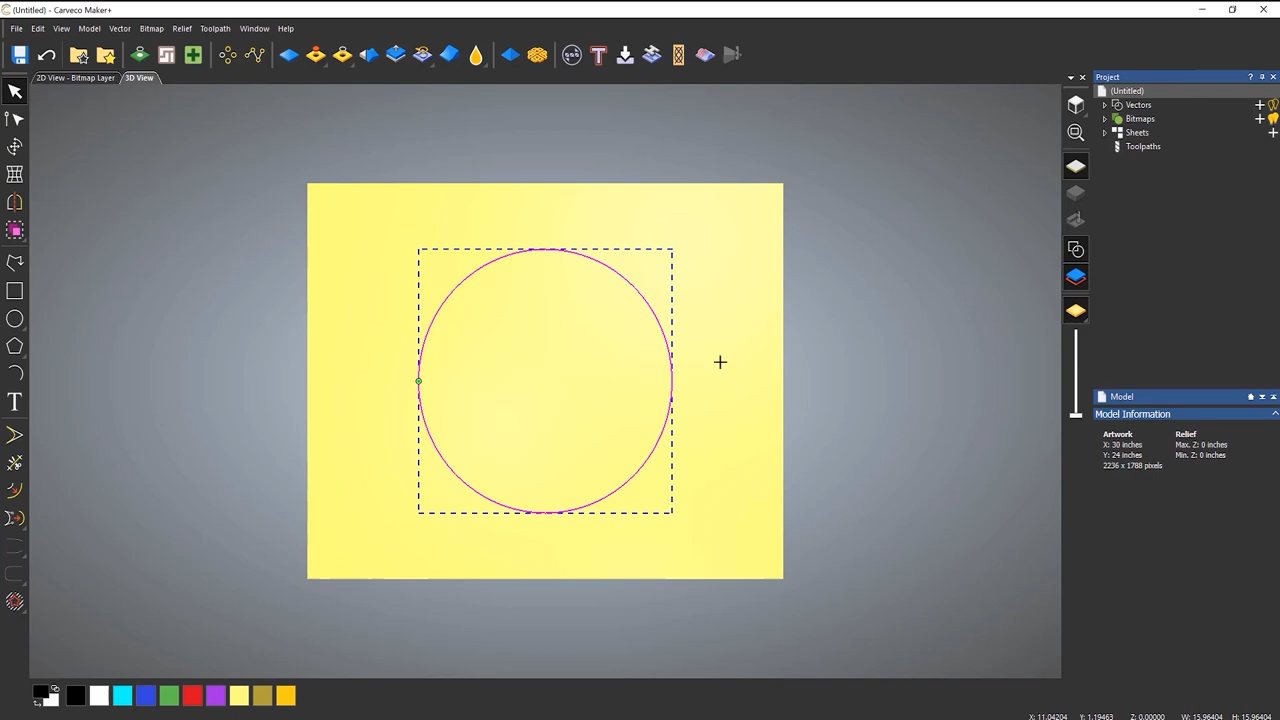 (Untitled) - Carveco Maker+
File Edit View Model Vector Bitmap Relief Toolpath Window Help
2D View - Bitmap Layer 3D View
Project
(Untitled)
Vectors
Bitmaps
Sheets
Toolpaths
Model
Model Information
Artwork Relief
X: 30 inches Max. Z: 0 inches
Y: 24 inches Min. Z: 0 inches
2236 x 1788 pixels
X: 11.04204 Y: 1.19463 Z: 0.00000 W: 15.96404 H: 15.96404